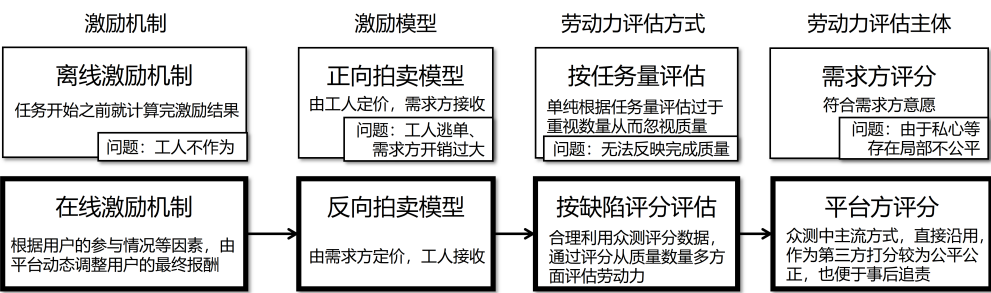 激励机制
激励模型
劳动力评估方式
劳动力评估主体
离线激励机制
任务开始之前就计算完激励结果
问题：工人不作为
正向拍卖模型
由工人定价，需求方接收
问题：工人逃单、
需求方开销过大
按任务量评估
单纯根据任务量评估过于
重视数量从而忽视质量
问题：无法反映完成质量
需求方评分
符合需求方意愿
问题：由于私心等
存在局部不公平
在线激励机制
根据用户的参与情况等因素，由
平台动态调整用户的最终报酬
反向拍卖模型
由需求方定价，工人接收
按缺陷评分评估
合理利用众测评分数据，
通过评分从质量数量多方
面评估劳动力
平台方评分
众测中主流方式，直接沿用，
作为第三方打分较为公平公
正，也便于事后追责